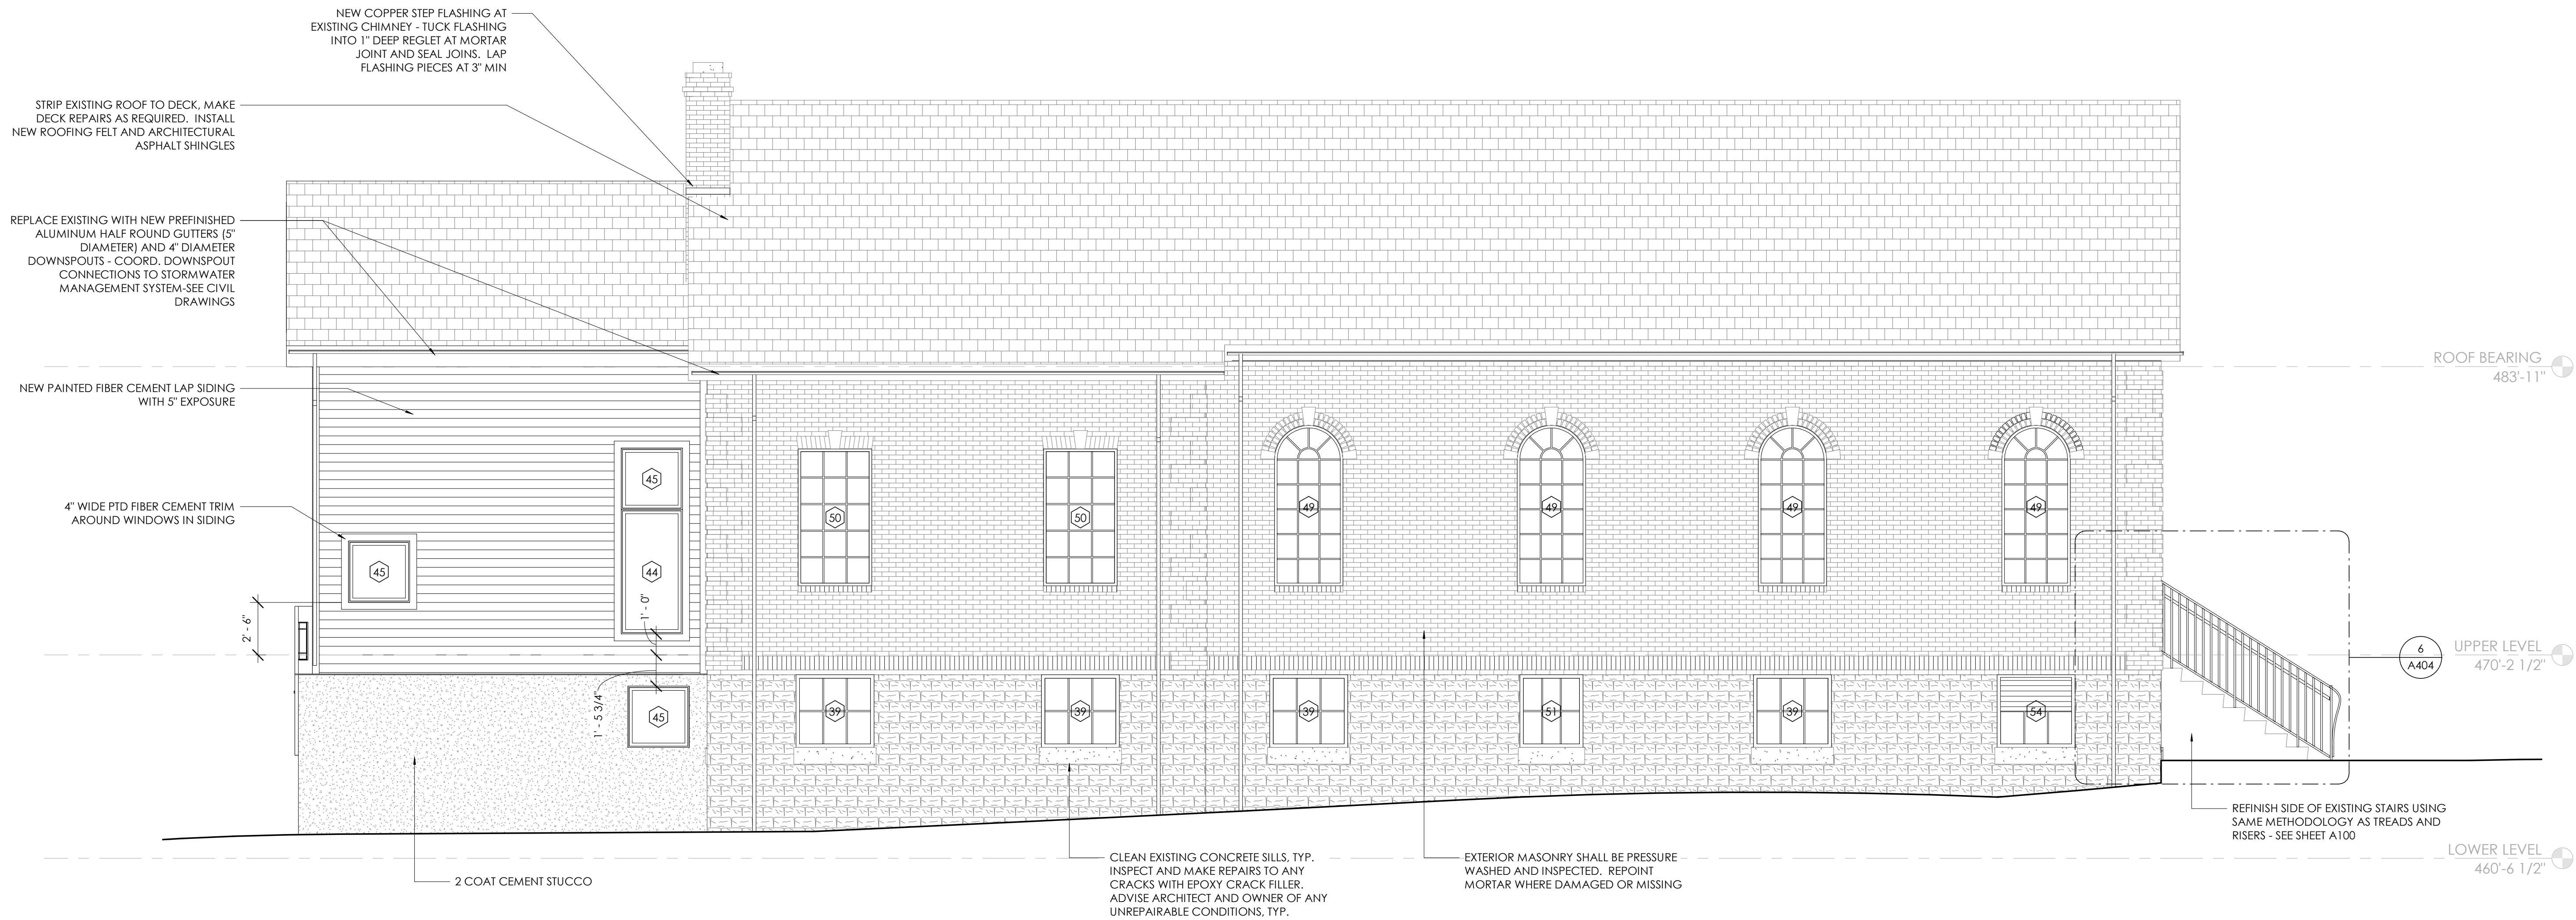 NEW COPPER STEP FLASHING AT
EXISTING CHIMNEY - TUCK FLASHING
INTO 1" DEEP REGLET AT MORTAR
JOINT AND SEAL JOINS. LAP
FLASHING PIECES AT 3" MIN
STRIP EXISTING ROOF TO DECK, MAKE
DECK REPAIRS AS REQUIRED. INSTALL
NEW ROOFING FELT AND ARCHITECTURAL
ASPHALT SHINGLES
REPLACE EXISTING WITH NEW PREFINISHED
ALUMINUM HALF ROUND GUTTERS (5"
DIAMETER) AND 4" DIAMETER
DOWNSPOUTS - COORD. DOWNSPOUT
CONNECTIONS TO STORMWATER
MANAGEMENT SYSTEM-SEE CIVIL
DRAWINGS
ROOF BEARING
483'-11"
NEW PAINTED FIBER CEMENT LAP SIDING
WITH 5" EXPOSURE
4" WIDE PTD FIBER CEMENT TRIM
AROUND WINDOWS IN SIDING
45
50
50
49
49
49
49
45
44
2' - 6"
1' - 0"
6
A404
UPPER LEVEL
470'-2 1/2"
1' - 5 3/4"
45
39
39
39
51
39
54
REFINISH SIDE OF EXISTING STAIRS USING
SAME METHODOLOGY AS TREADS AND
RISERS - SEE SHEET A100
LOWER LEVEL
460'-6 1/2"
2 COAT CEMENT STUCCO
CLEAN EXISTING CONCRETE SILLS, TYP.
INSPECT AND MAKE REPAIRS TO ANY
CRACKS WITH EPOXY CRACK FILLER.
ADVISE ARCHITECT AND OWNER OF ANY
UNREPAIRABLE CONDITIONS, TYP.
EXTERIOR MASONRY SHALL BE PRESSURE
WASHED AND INSPECTED. REPOINT
MORTAR WHERE DAMAGED OR MISSING